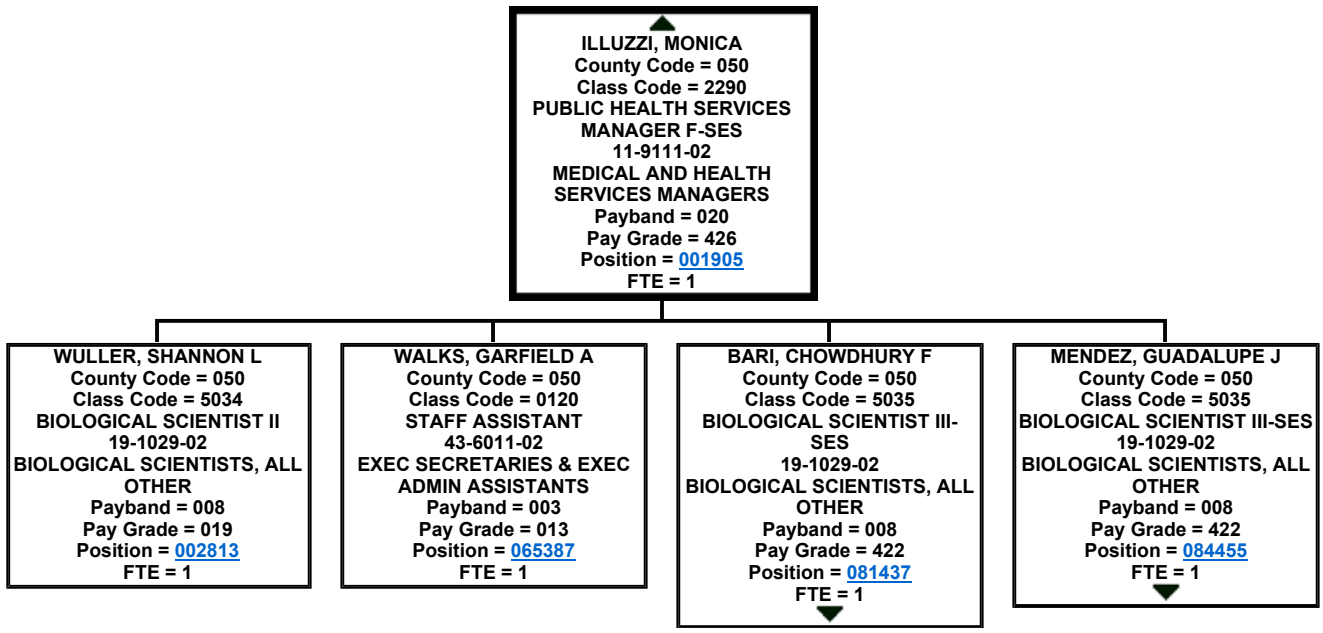 ILLUZZI, MONICA
County Code = 050
Class Code = 2290
PUBLIC HEALTH SERVICES
MANAGER F-SES
11-9111-02
MEDICAL AND HEALTH
SERVICES MANAGERS
Payband = 020
Pay Grade = 426
Position = 001905
FTE = 1
WULLER, SHANNON L
County Code = 050
Class Code = 5034
BIOLOGICAL SCIENTIST II
19-1029-02
BIOLOGICAL SCIENTISTS, ALL
OTHER
Payband = 008
Pay Grade = 019
Position = 002813
FTE = 1
WALKS, GARFIELD A
County Code = 050
Class Code = 0120
STAFF ASSISTANT
43-6011-02
EXEC SECRETARIES & EXEC
ADMIN ASSISTANTS
Payband = 003
Pay Grade = 013
Position = 065387
FTE = 1
BARI, CHOWDHURY F
County Code = 050
Class Code = 5035
BIOLOGICAL SCIENTIST III-
SES
19-1029-02
BIOLOGICAL SCIENTISTS, ALL
OTHER
Payband = 008
Pay Grade = 422
Position = 081437
FTE = 1
MENDEZ, GUADALUPE J
County Code = 050
Class Code = 5035
BIOLOGICAL SCIENTIST III-SES
19-1029-02
BIOLOGICAL SCIENTISTS, ALL
OTHER
Payband = 008
Pay Grade = 422
Position = 084455
FTE = 1